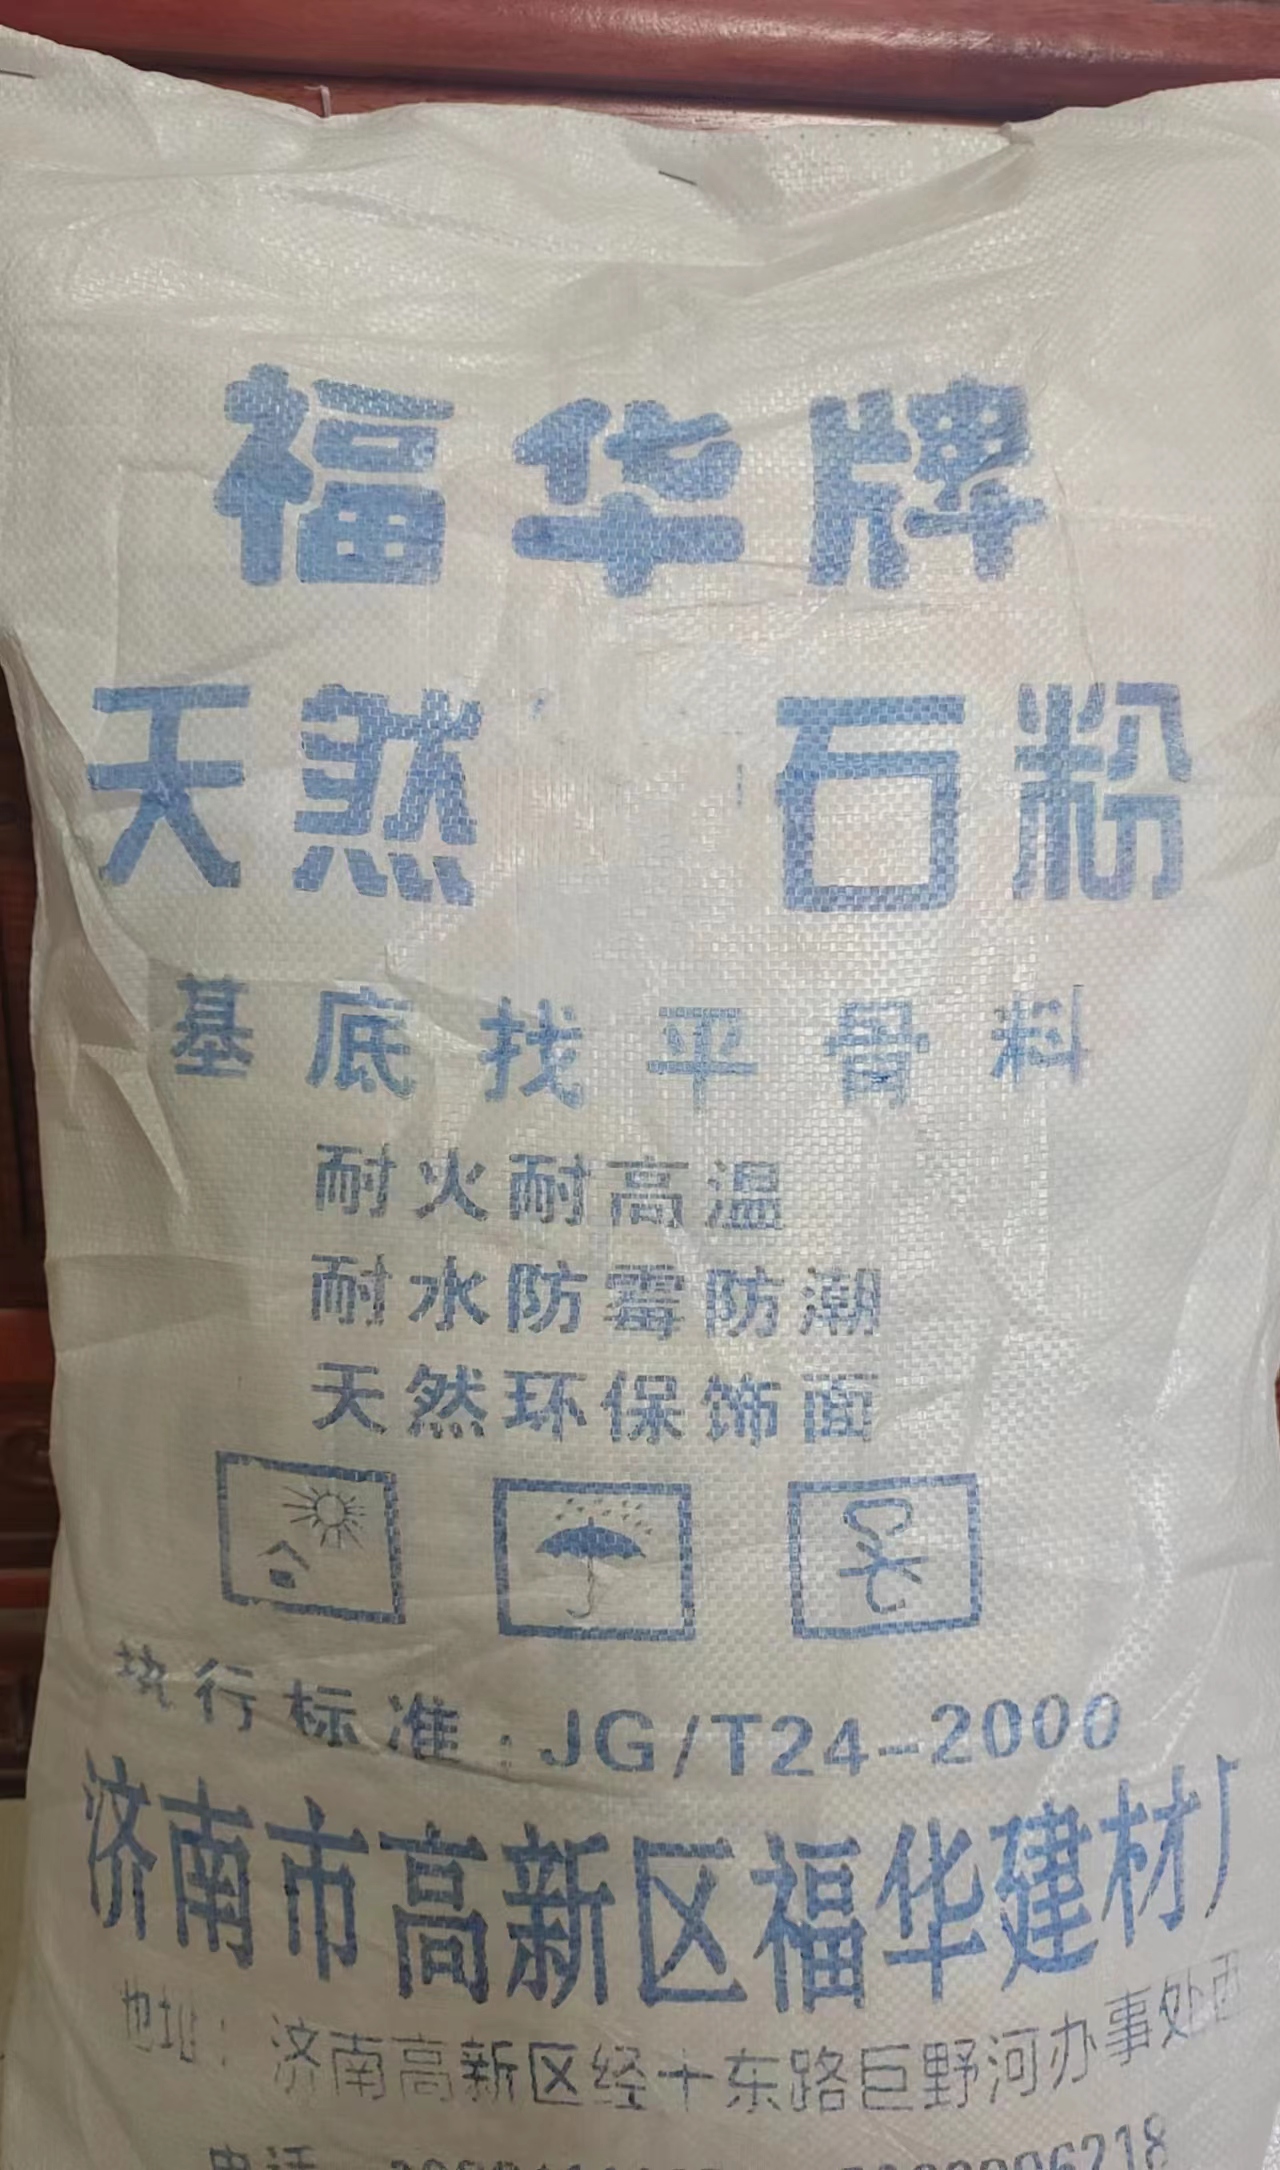 福华牌
天然 石粉
基底找平骨料
耐火耐高温
耐水防霉防潮
天然环保饰面
执行标准:JG/T24-2000
济南市高新区福华建材厂
地址:济南高新区经十东路巨野河办事处西
电话